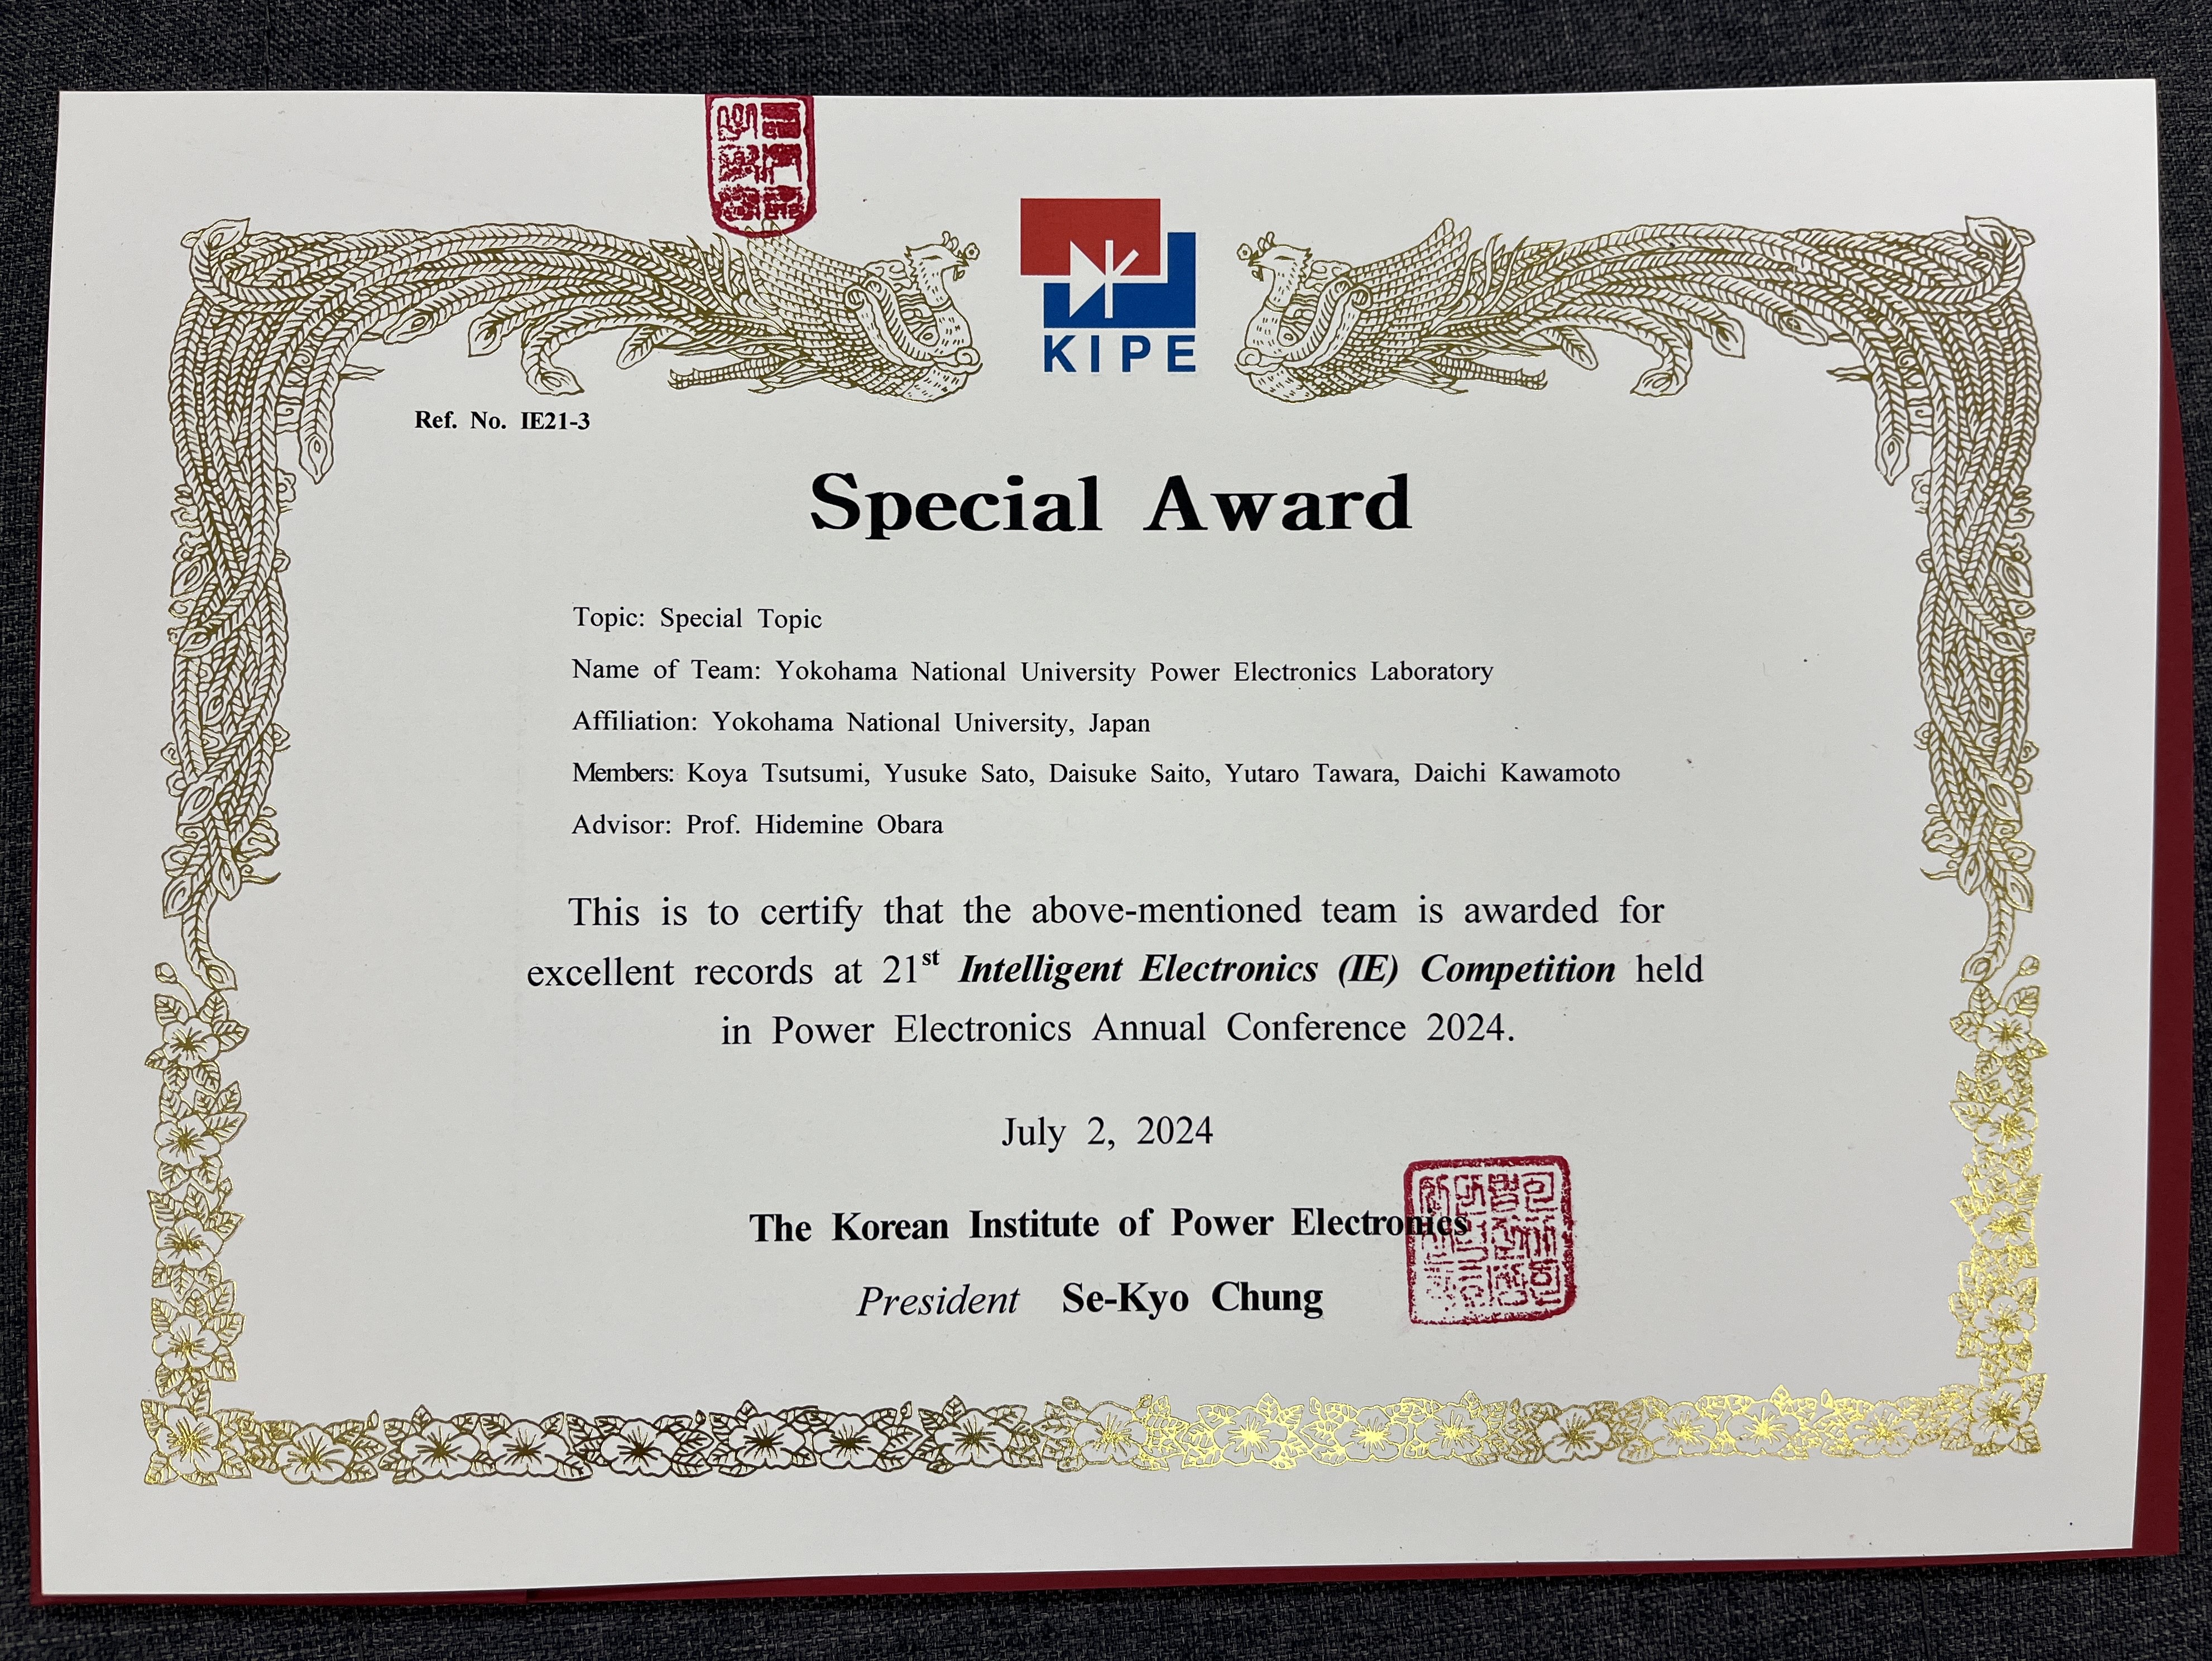 KIPE
Ref. No. IE21-3
Special Award
Topic: Special Topic
Name of Team: Yokohama National University Power Electronics Laboratory
Affiliation: Yokohama National University, Japan
Members: Koya Tsutsumi, Yusuke Sato, Daisuke Saito, Yutaro Tawara, Daichi Kawamoto
Advisor: Prof. Hidemine Obara
This is to certify that the above-mentioned team is awarded for
excellent records at 21st Intelligent Electronics (IE) Competition held
in Power Electronics Annual Conference 2024.
July 2, 2024
The Korean Institute of Power Electronics
President Se-Kyo Chung